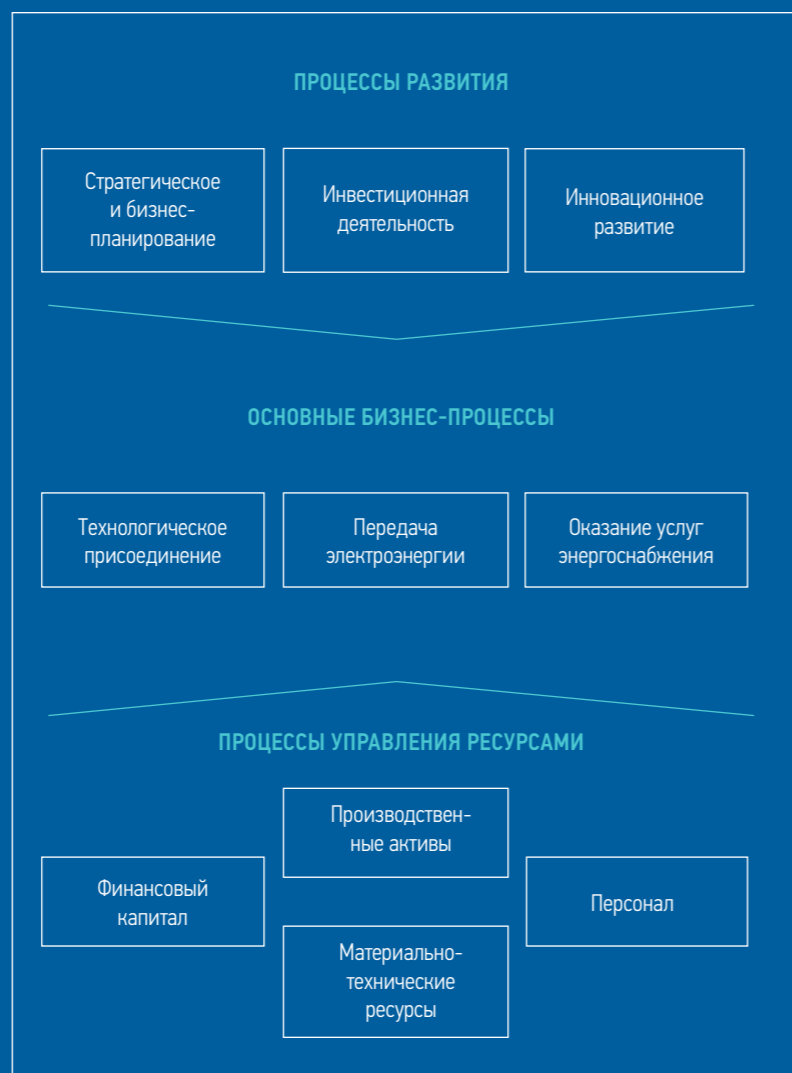 ПРОЦЕССЫ РАЗВИТИЯ
Стратегическое
и бизнес-
планирование
Инвестиционная
деятельность
Инновационное
развитие
ОСНОВНЫЕ БИЗНЕС-ПРОЦЕССЫ
Технологическое
присоединение
Передача
электроэнергии
Оказание услуг
энергоснабжения
ПРОЦЕССЫ УПРАВЛЕНИЯ РЕСУРСАМИ
Финансовый
капитал
Производствен-
ные активы
Материально-
технические
ресурсы
Персонал